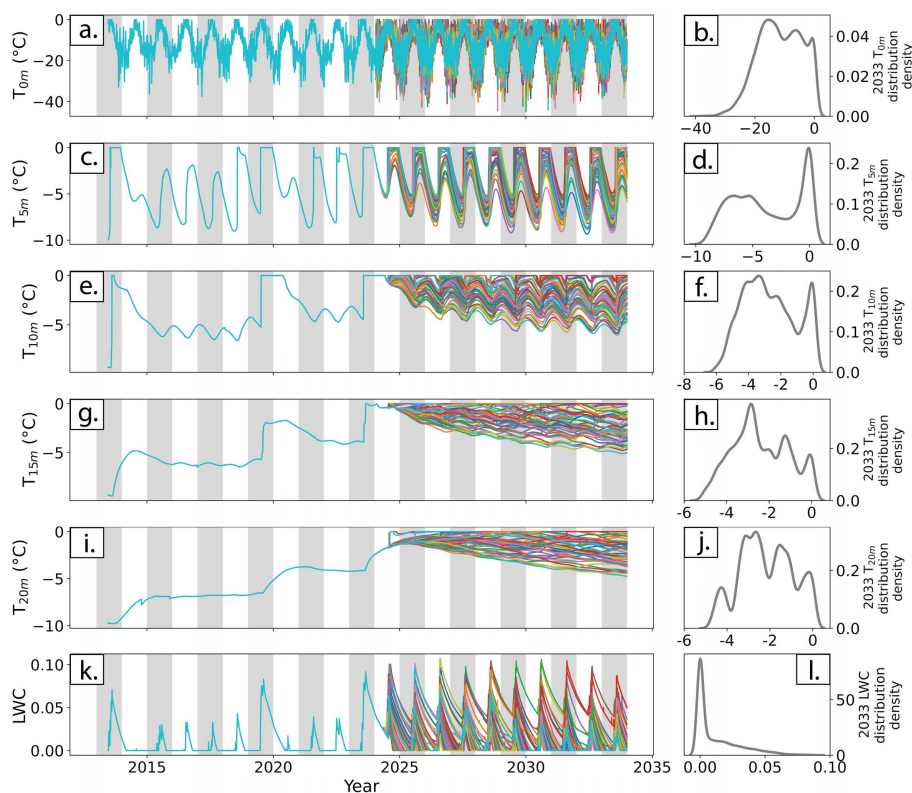 a.
T0m (°C)
0
−20
−40
b.
−40
−20
0
0.04
0.02
0.00
2033 T0m
distribution
density
c.
T5m (°C)
0
−5
−10
d.
−10
−5
0
0.2
0.1
0.0
2033 T5m
distribution
density
e.
T10m (°C)
0
−5
f.
-8
-6
-4
-2
0
0.2
0.1
0.0
2033 T10m
distribution
density
g.
T15m (°C)
0
−5
h.
-6
-4
-2
0
0.2
0.0
2033 T15m
distribution
density
i.
T20m (°C)
0
−5
−10
j.
-6
-4
-2
0
0.2
0.0
2033 T20m
distribution
density
k.
LWC
0.10
0.05
0.00
2015
2020
2025
2030
2035
Year
l.
0.00
0.05
0.10
50
0
2033 LWC
distribution
density